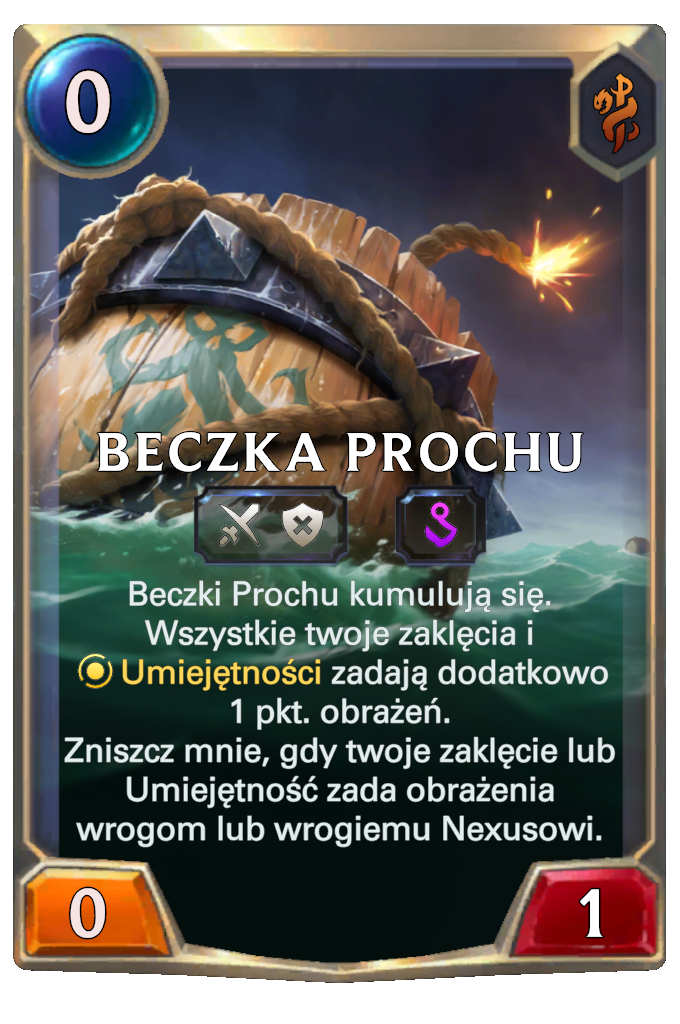 0
BECZKA PROCHU
Beczki Prochu kumulują się.
Wszystkie twoje zaklęcia i
Umiejętności zadają dodatkowo
1 pkt. obrażeń.
Zniszcz mnie, gdy twoje zaklęcie lub
Umiejętność zada obrażenia
wrogom lub wrogiemu Nexusowi.
0
1